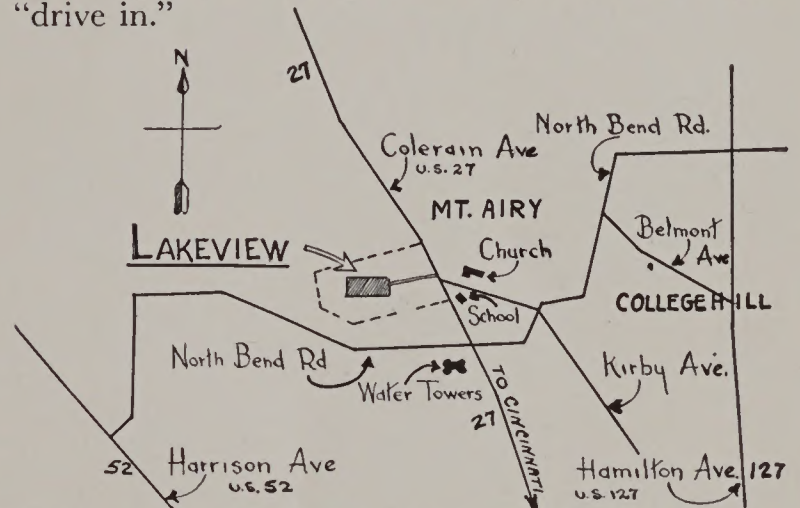 “drive in.”
N
27
Colerain Ave
U.S. 27
North Bend Rd.
MT. AIRY
LAKEVIEW
Church
Belmont
Ave
School
COLLEGE HILL
North Bend Rd
Water Towers
Kirby Ave.
TO CINCINNATI
27
52
Harrison Ave
U.S. 52
Hamilton Ave. 127
U.S. 127